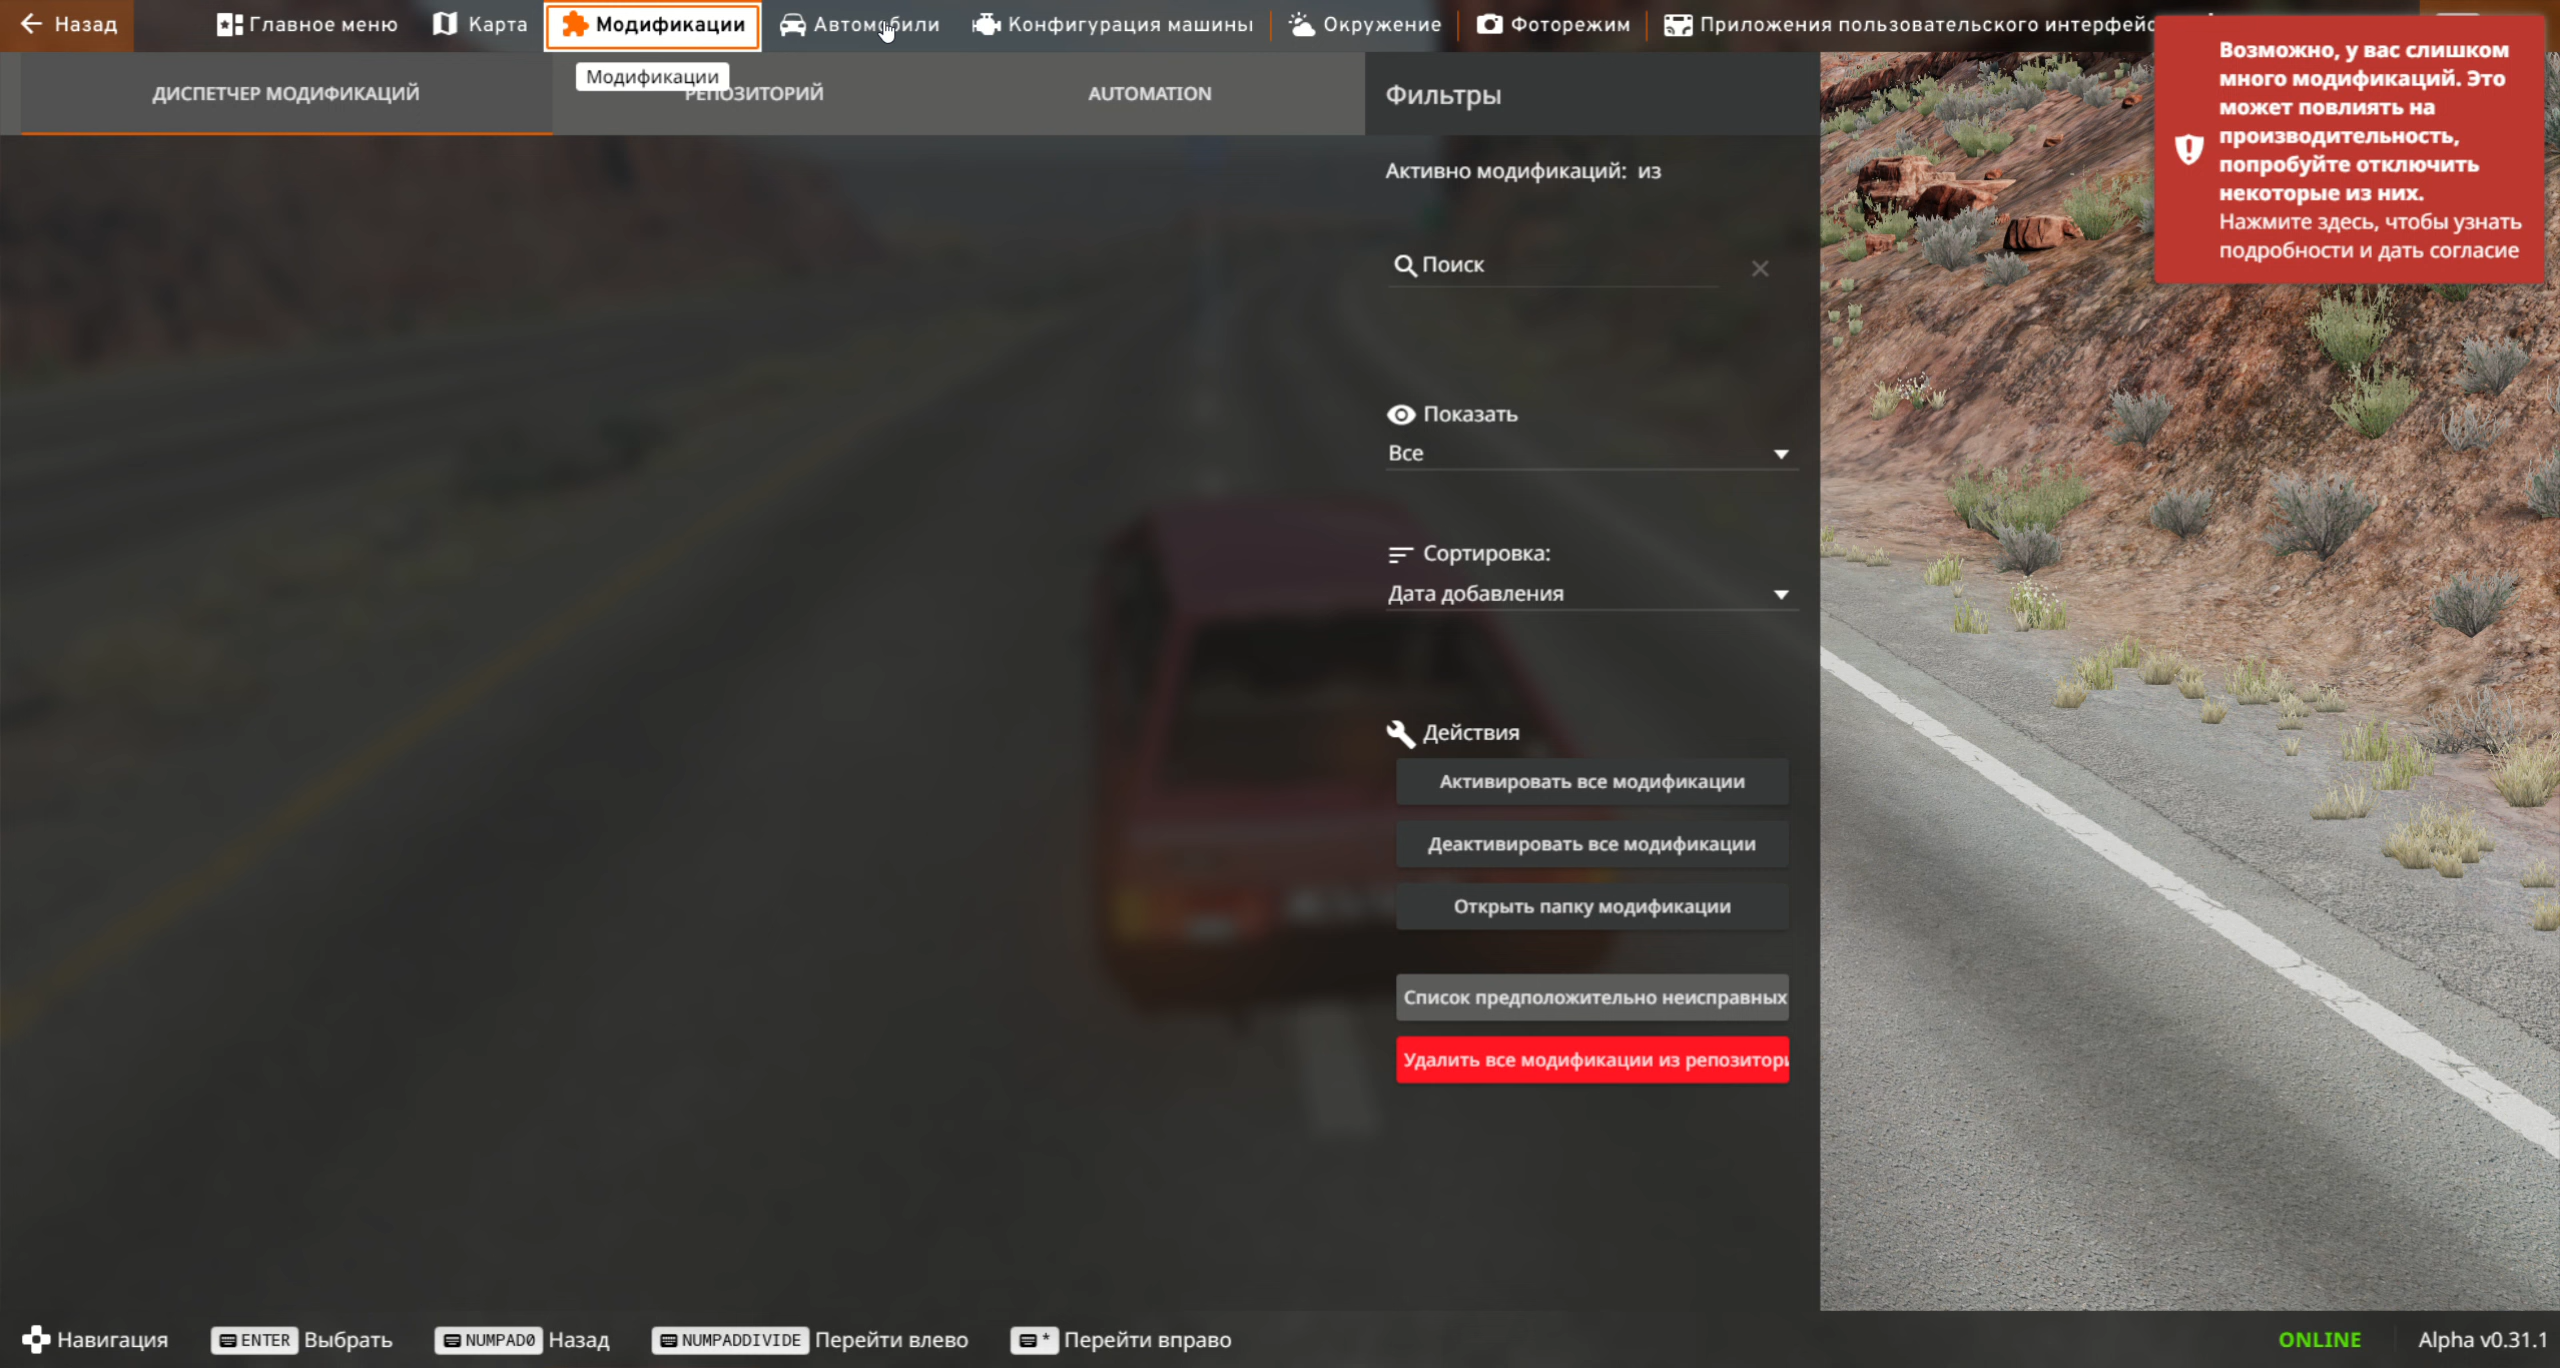 Назад
Главное меню
Карта
Модификации
Автомобили
Конфигурация машины
Окружение
Фоторежим
Приложения пользовательского интерфейс
Возможно, у вас слишком
много модификаций. Это
может повлиять на
производительность,
попробуйте отключить
некоторые из них.
Нажмите здесь, чтобы узнать
подробности и дать согласие
Модификации
ДИСПЕТЧЕР МОДИФИКАЦИЙ
РЕПОЗИТОРИЙ
AUTOMATION
Фильтры
Активно модификаций: из
Поиск
Показать
Все
Сортировка:
Дата добавления
Действия
Активировать все модификации
Деактивировать все модификации
Открыть папку модификации
Список предположительно неисправных
Удалить все модификации из репозитори
Навигация
ENTER Выбрать
NUMPAD0 Назад
NUMPADDIVIDE Перейти влево
* Перейти вправо
ONLINE
Alpha v0.31.1